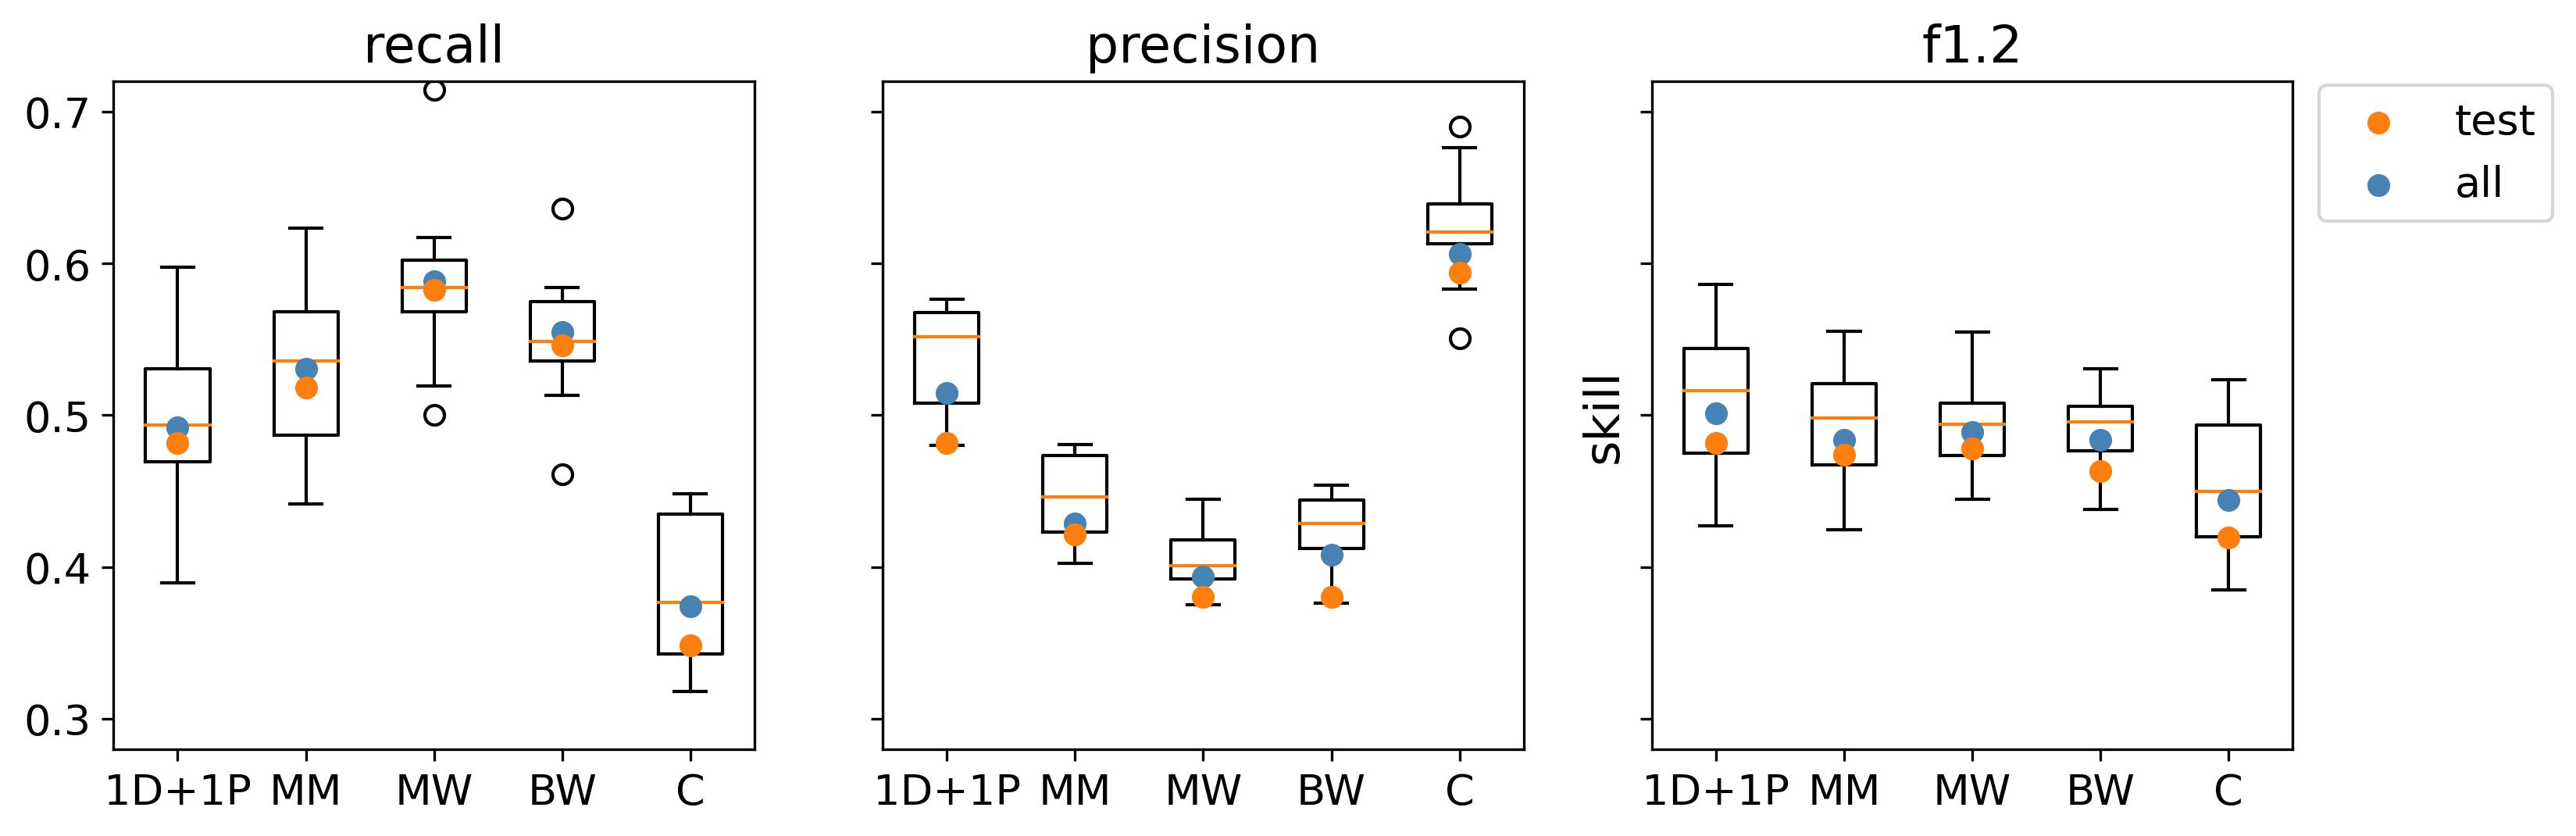 recall
precision
f1.2
0.7
0.6
0.5
0.4
0.3
skill
test
all
1D+1P MM MW BW C
1D+1P MM MW BW C
1D+1P MM MW BW C